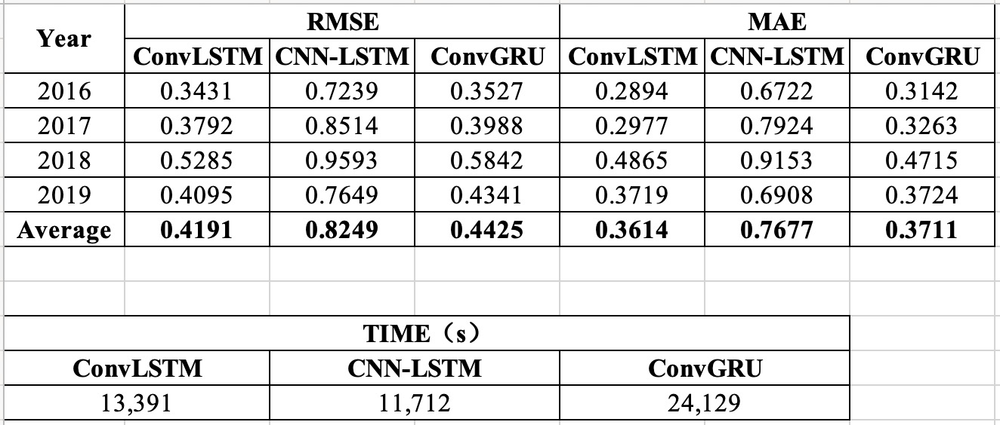 Year RMSE MAE
ConvLSTM CNN-LSTM ConvGRU ConvLSTM CNN-LSTM ConvGRU
2016 0.3431 0.7239 0.3527 0.2894 0.6722 0.3142
2017 0.3792 0.8514 0.3988 0.2977 0.7924 0.3263
2018 0.5285 0.9593 0.5842 0.4865 0.9153 0.4715
2019 0.4095 0.7649 0.4341 0.3719 0.6908 0.3724
Average 0.4191 0.8249 0.4425 0.3614 0.7677 0.3711
TIME（s）
ConvLSTM CNN-LSTM ConvGRU
13,391 11,712 24,129